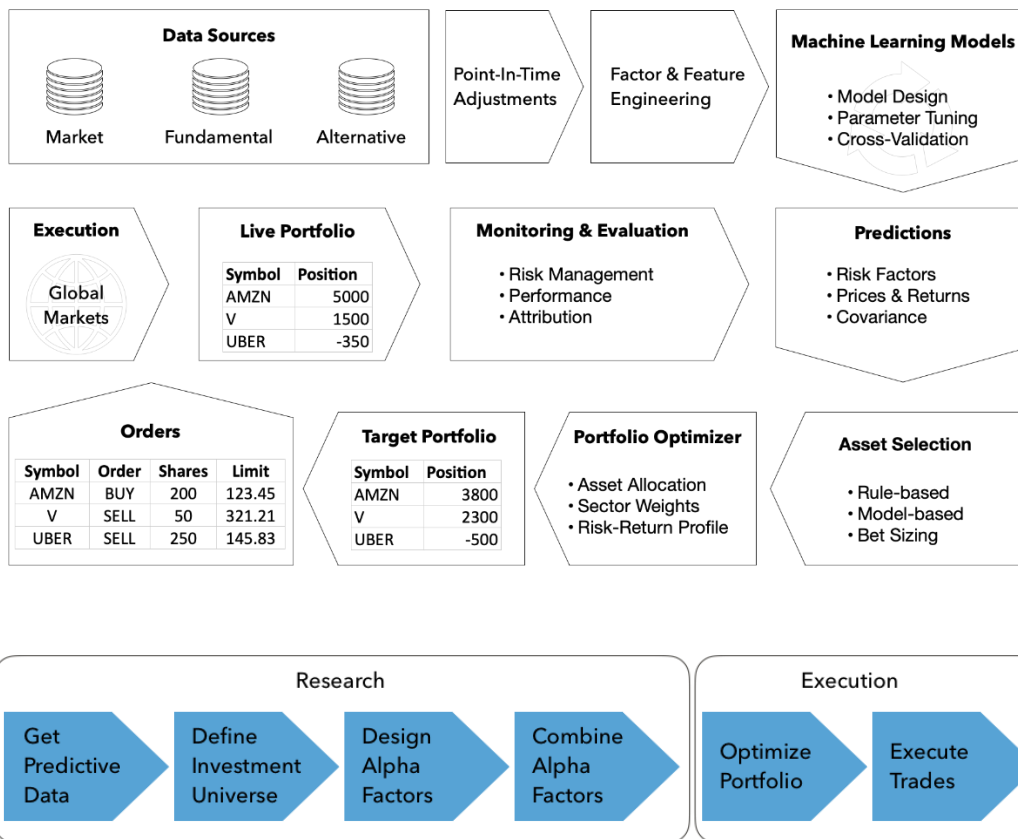 Data Sources
Market Fundamental Alternative
Point-In-Time
Adjustments
Factor & Feature
Engineering
Machine Learning Models
• Model Design
• Parameter Tuning
• Cross-Validation
Execution
Global
Markets
Live Portfolio
Symbol Position
AMZN 5000
V 1500
UBER -350
Monitoring & Evaluation
• Risk Management
• Performance
• Attribution
Predictions
• Risk Factors
• Prices & Returns
• Covariance
Orders
Symbol Order Shares Limit
AMZN BUY 200 123.45
V SELL 50 321.21
UBER SELL 250 145.83
Target Portfolio
Symbol Position
AMZN 3800
V 2300
UBER -500
Portfolio Optimizer
• Asset Allocation
• Sector Weights
• Risk-Return Profile
Asset Selection
• Rule-based
• Model-based
• Bet Sizing
Research
Get
Predictive
Data
Define
Investment
Universe
Design
Alpha
Factors
Combine
Alpha
Factors
Execution
Optimize
Portfolio
Execute
Trades